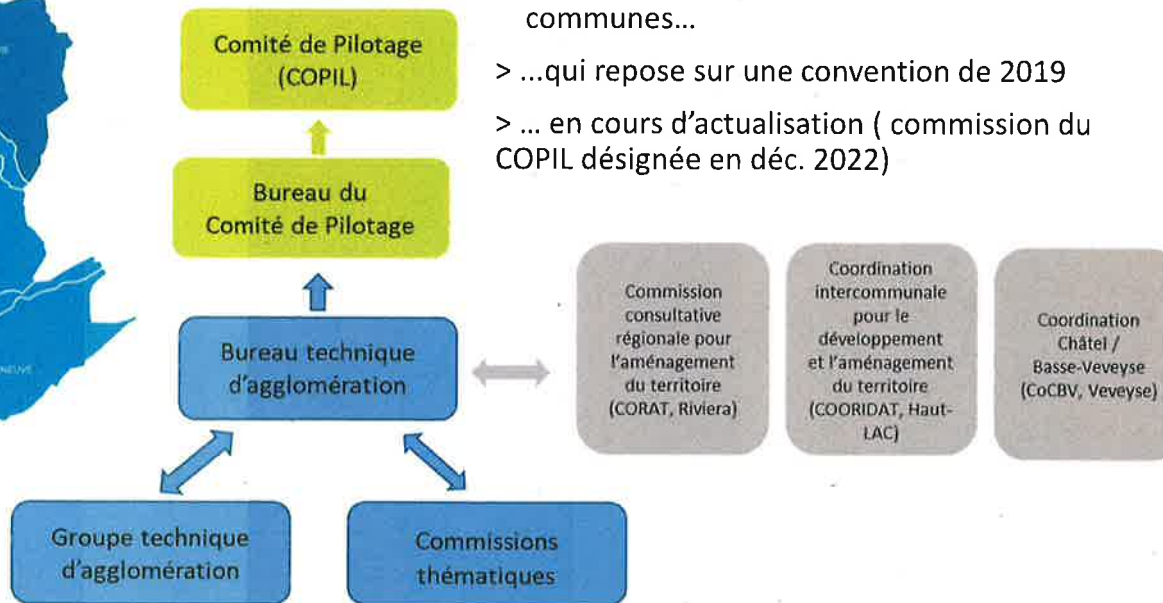 communes...
> ...qui repose sur une convention de 2019
> ... en cours d'actualisation ( commission du
COPIL désignée en déc. 2022)
Comité de Pilotage
(COPIL)
Bureau du
Comité de Pilotage
Bureau technique
d'agglomération
Groupe technique
d'agglomération
Commissions
thématiques
Commission
consultative
régionale pour
l'aménagement
du territoire
(CORAT, Riviera)
Coordination
intercommunale
pour le
développement
et l'aménagement
du territoire
(COORIDAT, Haut-
LAC)
Coordination
Châtel /
Basse-Veveyse
(CoCBV, Veveyse)